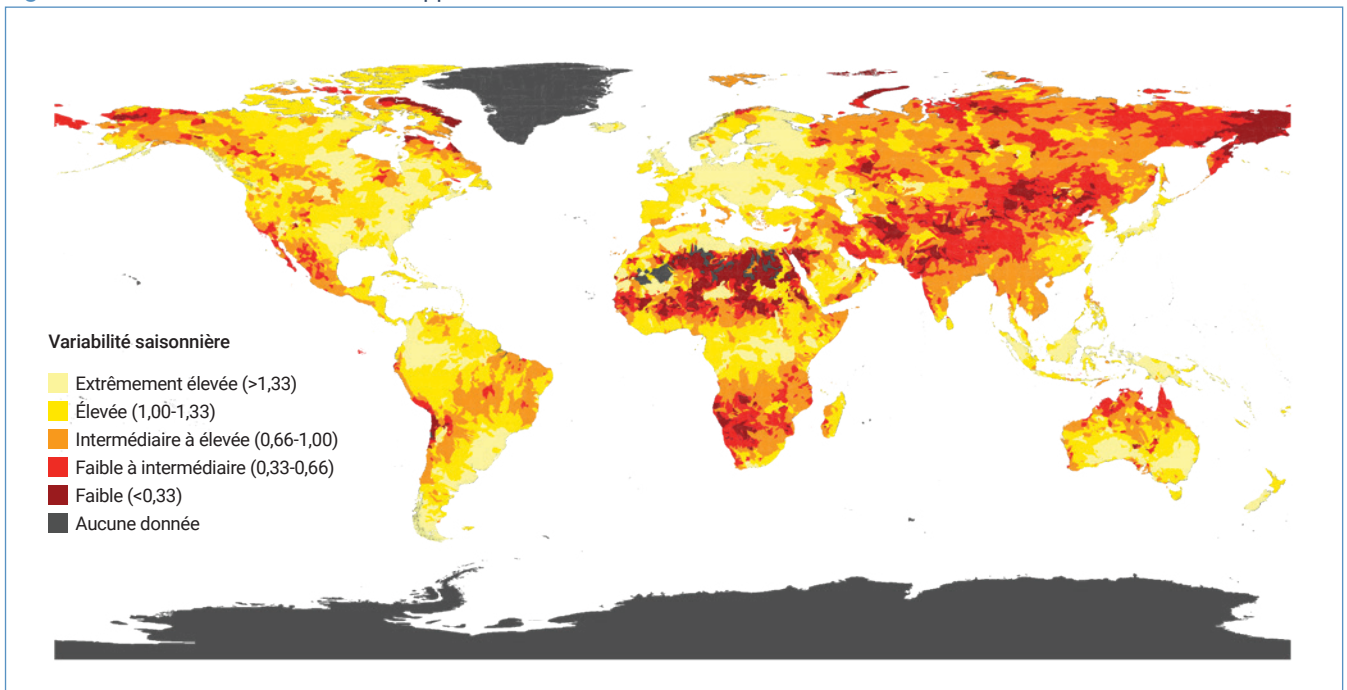 Variabilité saisonnière
Extrêmement élevée (>1,33)
Élevée (1,00-1,33)
Intermédiaire à élevée (0,66-1,00)
Faible à intermédiaire (0,33-0,66)
Faible (<0,33)
Aucune donnée